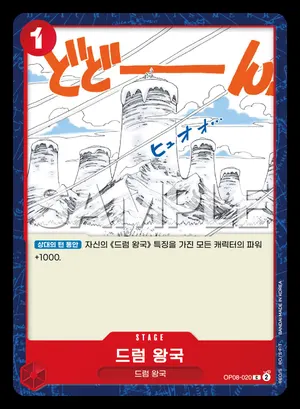 1
どどーん
ヒュオオ…
SAMPLE
상대의 턴 동안 자신의 《드럼 왕국》 특징을 가진 모든 캐릭터의 파워
+1000.
STAGE
드럼 왕국
드럼 왕국
OP08-020 C 2